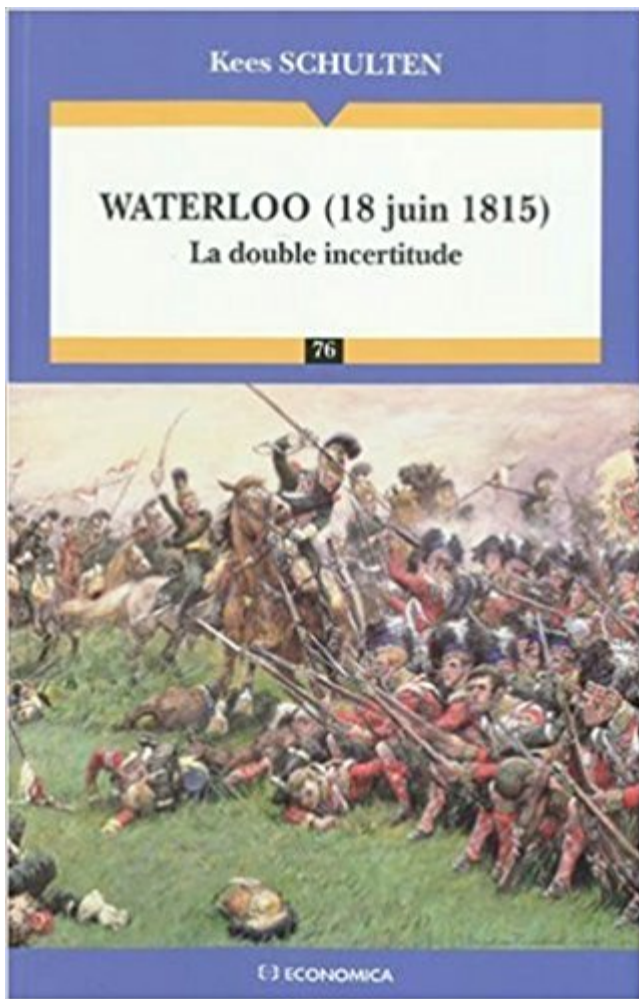 Kees SCHULTEN
WATERLOO (18 juin 1815)
La double incertitude
76
ECONOMICA